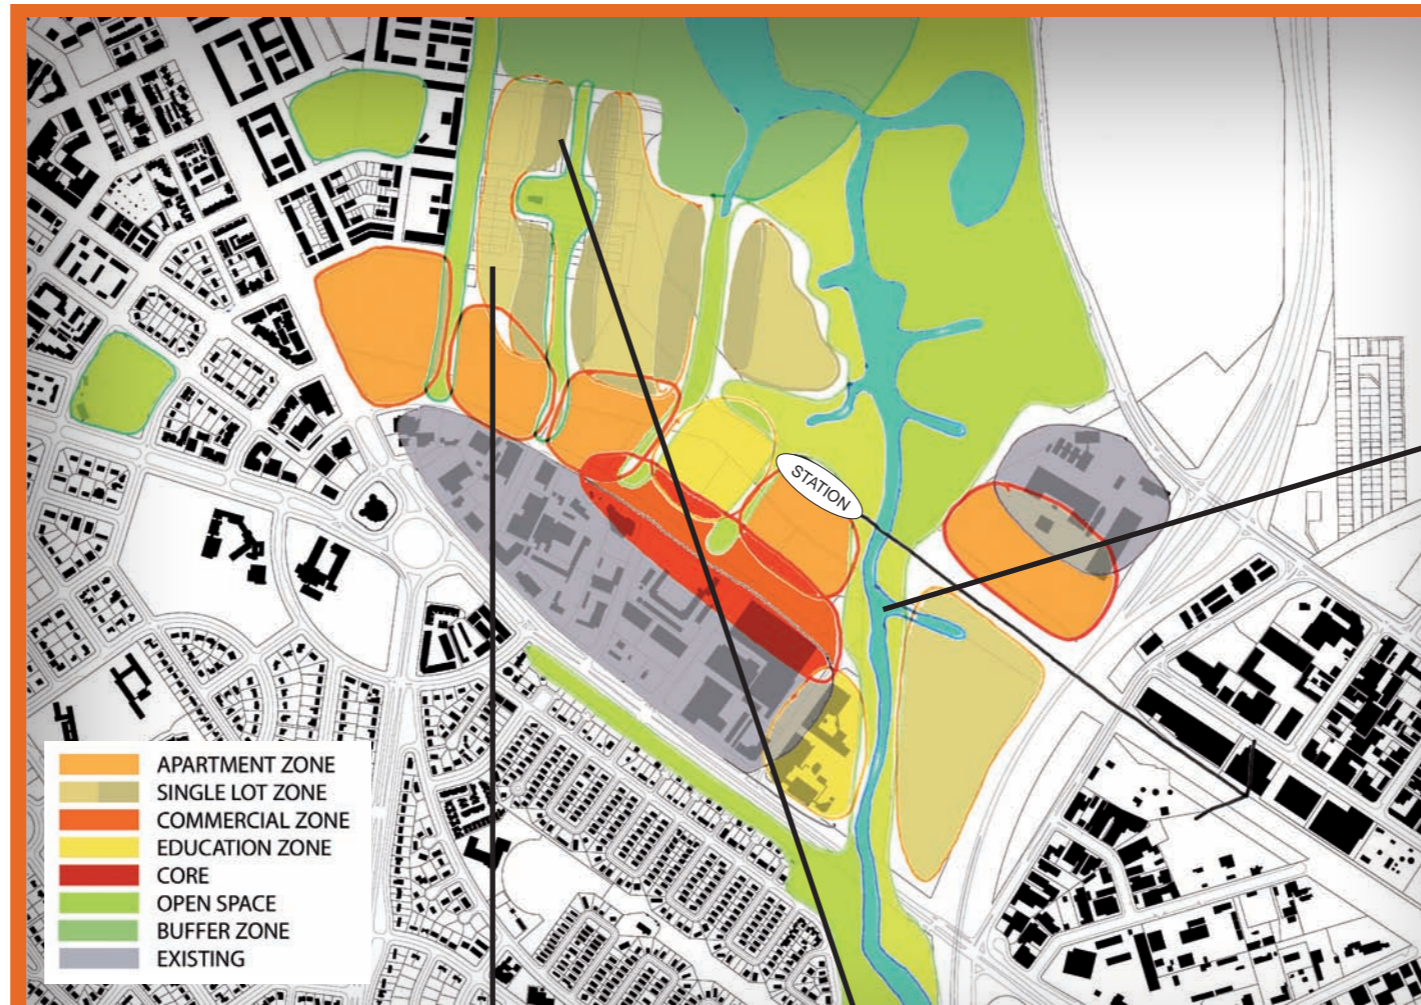 STATION
APARTMENT ZONE
SINGLE LOT ZONE
COMMERCIAL ZONE
EDUCATION ZONE
CORE
OPEN SPACE
BUFFER ZONE
EXISTING